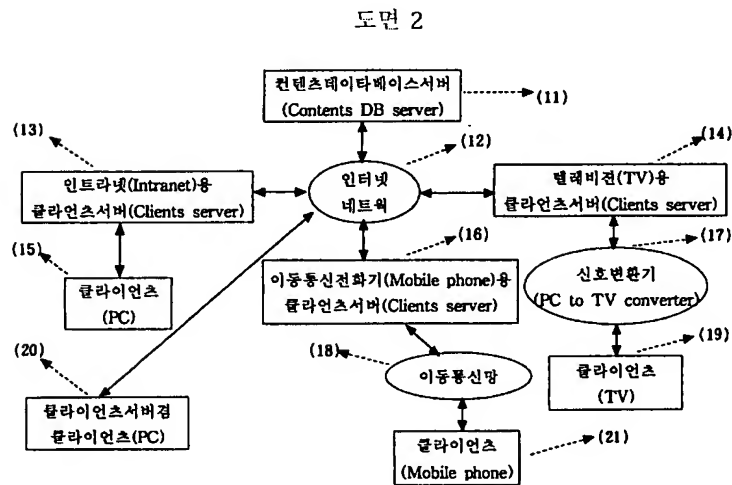 도면 2
컨텐츠데이타베이스서버
(Contents DB server)
(11)
(13)
(12)
(14)
인트라넷(Intranet)용
클라언츠서버(Clients server)
인터넷
네트웍
텔레비전(TV)용
클라언츠서버(Clients server)
(15)
(16)
(17)
클라이언츠
(PC)
이동통신전화기(Mobile phone)용
클라언츠서버(Clients server)
신호변환기
(PC to TV converter)
(20)
(18)
(19)
클라이언츠서버겸
클라이언츠(PC)
이동통신망
클라이언츠
(TV)
클라이언츠
(Mobile phone)
(21)